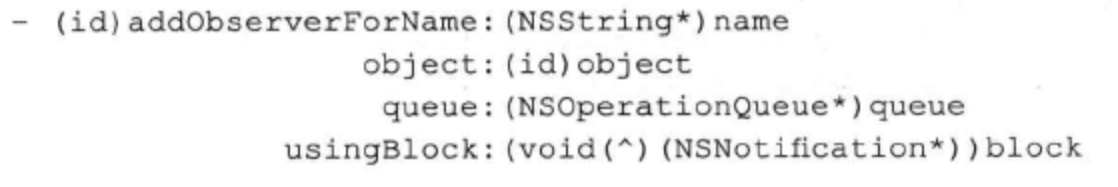 - (id)addObserverForName:(NSString*)name
object:(id)object
queue:(NSOperationQueue*)queue
usingBlock:(void(^)(NSNotification*))block